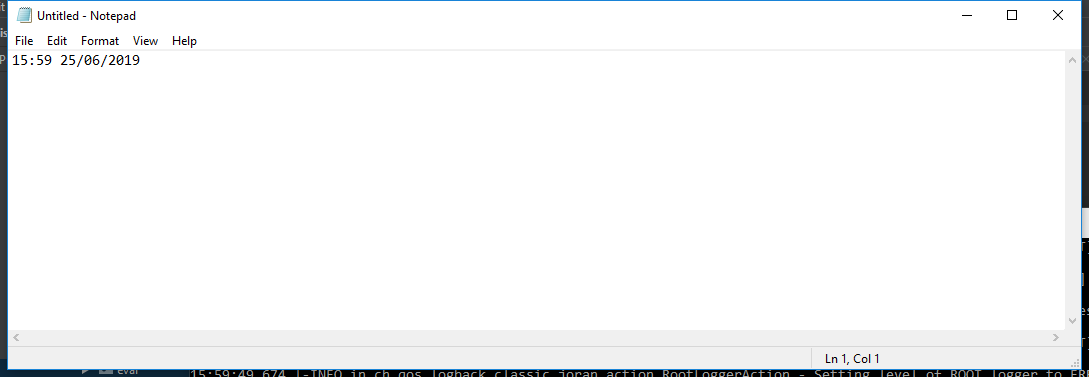 Untitled - Notepad
File Edit Format View Help
15:59 25/06/2019
Ln 1, Col 1
eval
15:59:49,674 |-INFO in ch.qos.logback.classic.joran.action.RootLoggerAction - Setting level of ROOT logger to